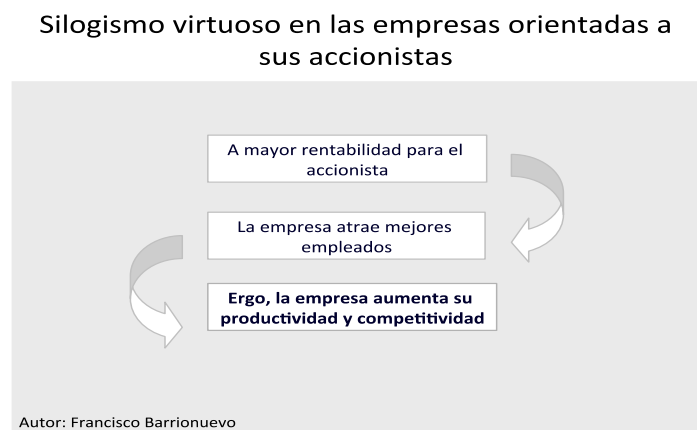 Silogismo virtuoso en las empresas orientadas a
sus accionistas
A mayor rentabilidad para el
accionista
La empresa atrae mejores
empleados
Ergo, la empresa aumenta su
productividad y competitividad
Autor: Francisco Barrionuevo